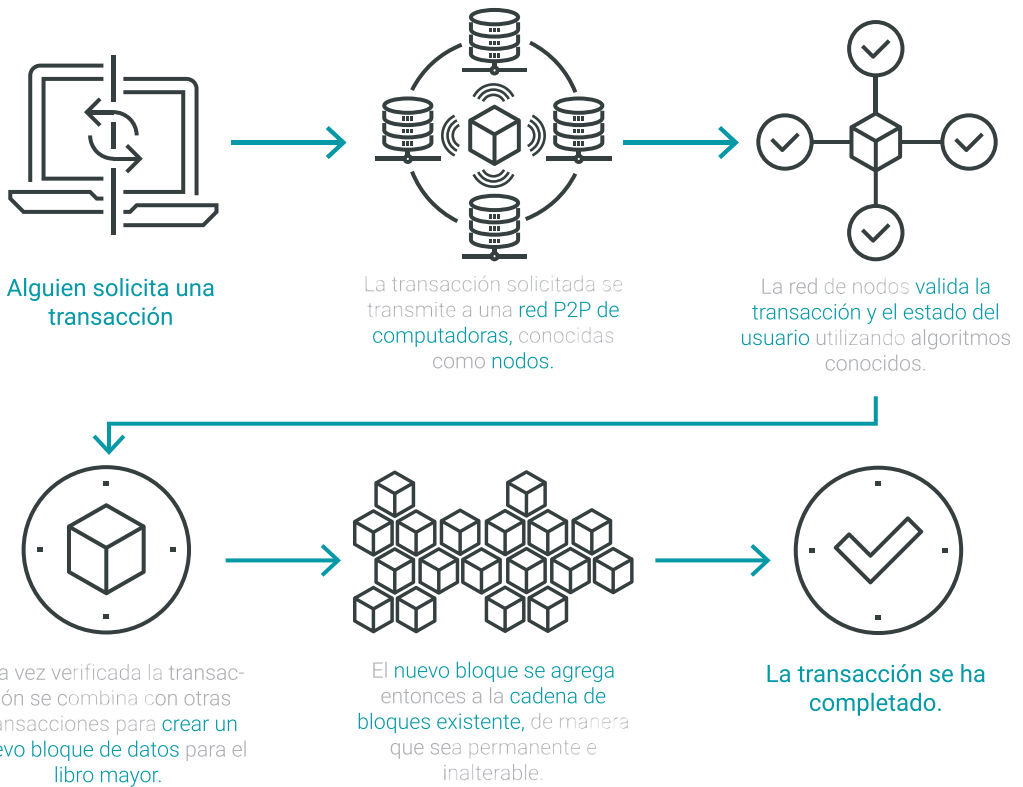 Alguien solicita una
transacción
La transacción solicitada se
transmite a una red P2P de
computadoras, conocidas
como nodos.
La red de nodos valida la
transacción y el estado del
usuario utilizando algoritmos
conocidos.
a vez verificada la transac-
ón se combina con otras
ansacciones para crear un
evo bloque de datos para el
libro mayor.
El nuevo bloque se agrega
entonces a la cadena de
bloques existente, de manera
que sea permanente e
inalterable.
La transacción se ha
completado.